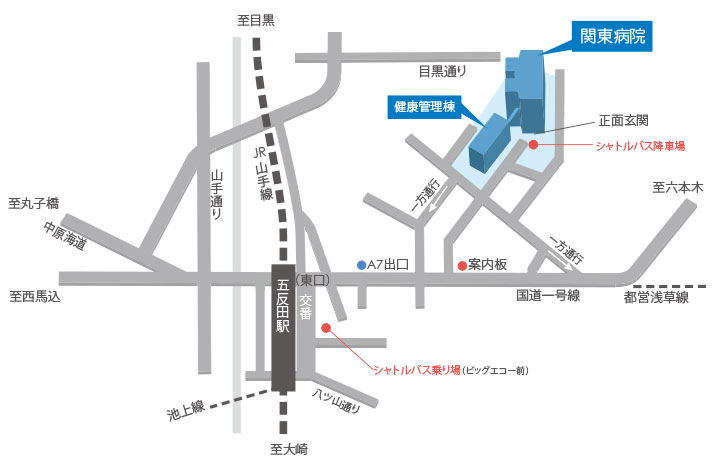 至目黒
関東病院
目黒通り
健康管理棟
正面玄関
シャトルバス降車場
JR山手線
山手通り
一方通行
至六本木
至丸子橋
中原海道
A7出口
案内板
一方通行
(東口)
五反田駅
交番
至西馬込
国道一号線
都営浅草線
シャトルバス乗り場(ビッグエコー前)
池上線
八ツ山通り
至大崎